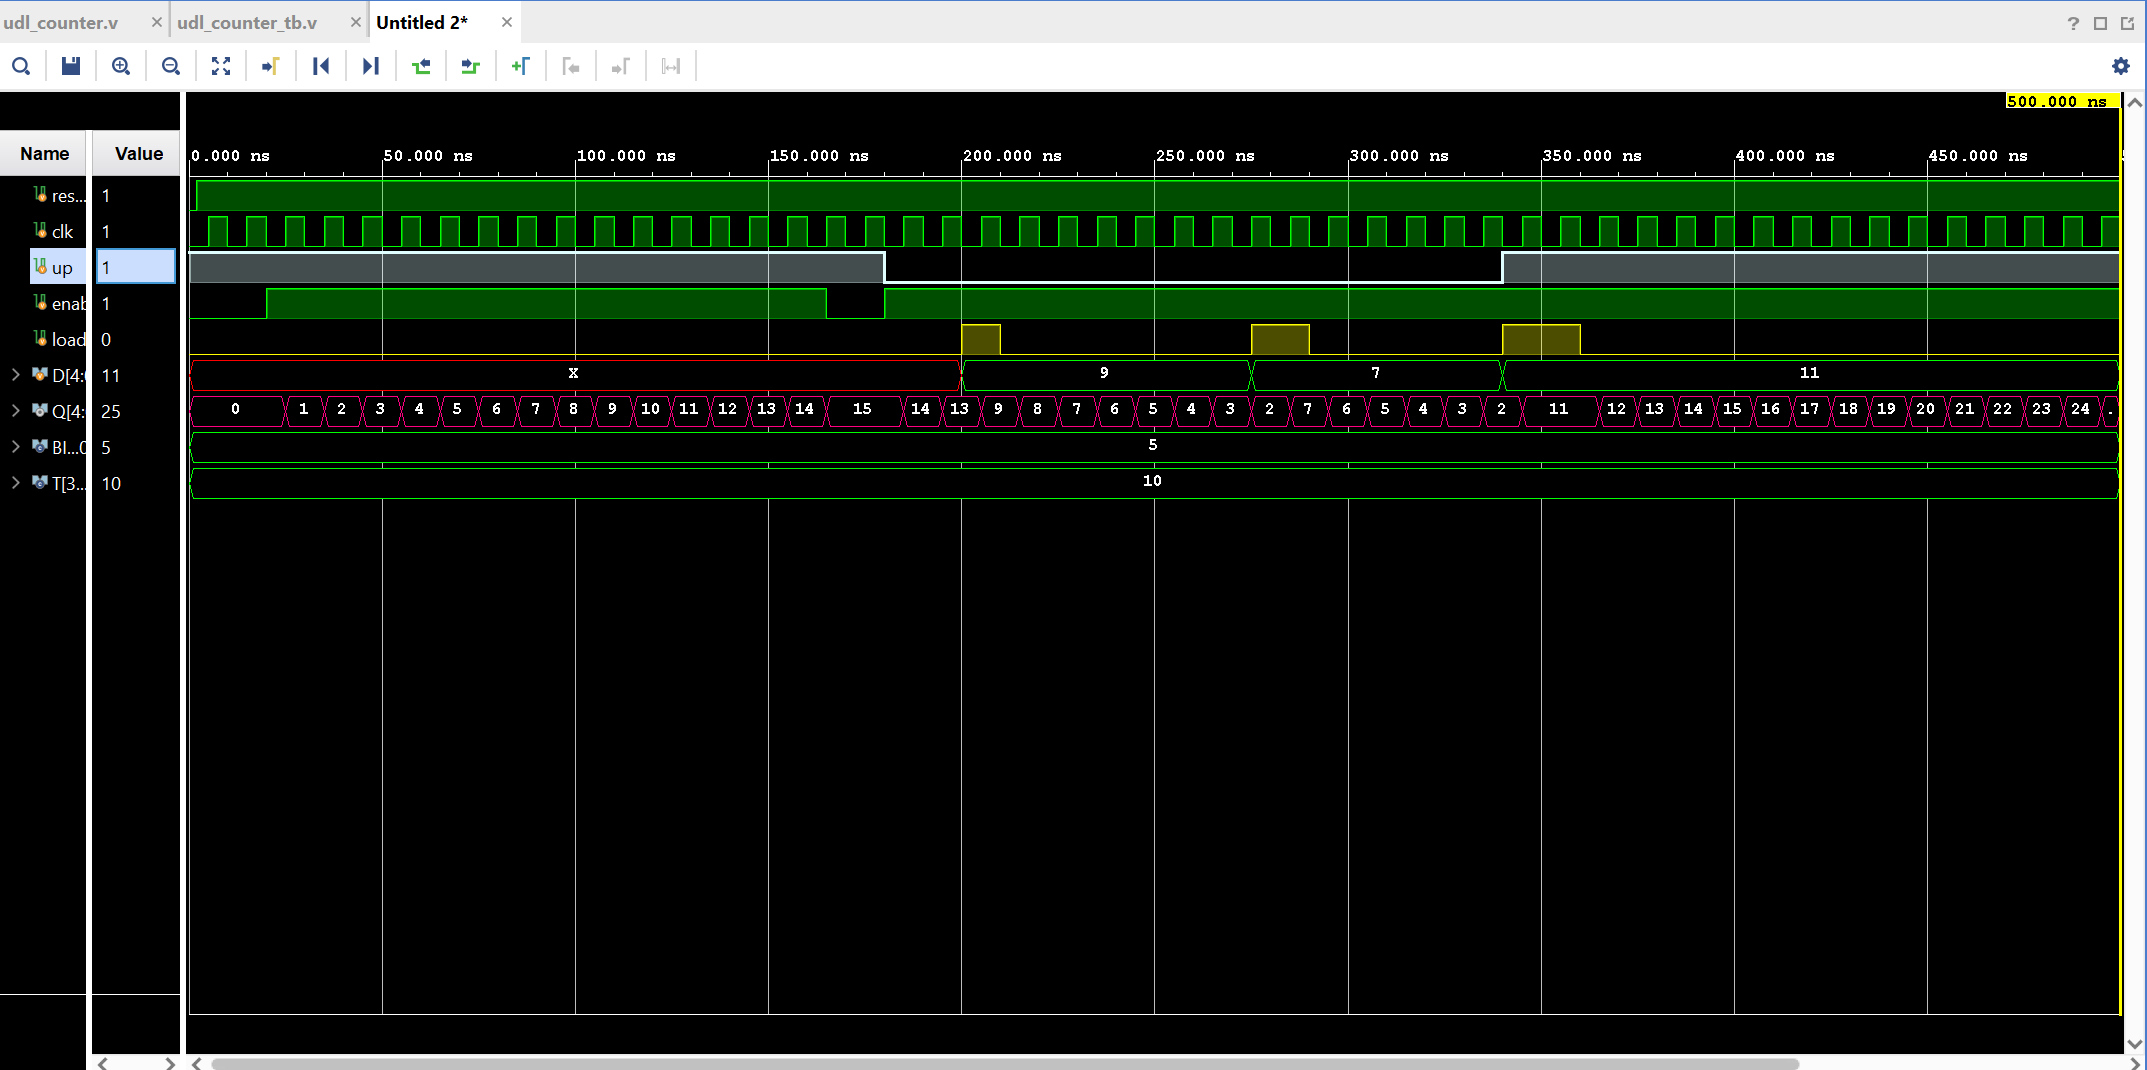 udl_counter.v × udl_counter_tb.v × Untitled 2* ×
?
500.000 ns
Name Value 0.000 ns 50.000 ns 100.000 ns 150.000 ns 200.000 ns 250.000 ns 300.000 ns 350.000 ns 400.000 ns 450.000 ns
res... 1
clk 1
up 1
enab 1
load 0
D[4: 11 X 9 7 11
Q[4: 25 0 1 2 3 4 5 6 7 8 9 10 11 12 13 14 15 14 13 9 8 7 6 5 4 3 2 7 6 5 4 3 2 11 12 13 14 15 16 17 18 19 20 21 22 23 24 .
BI...0 5 5
T[3... 10 10